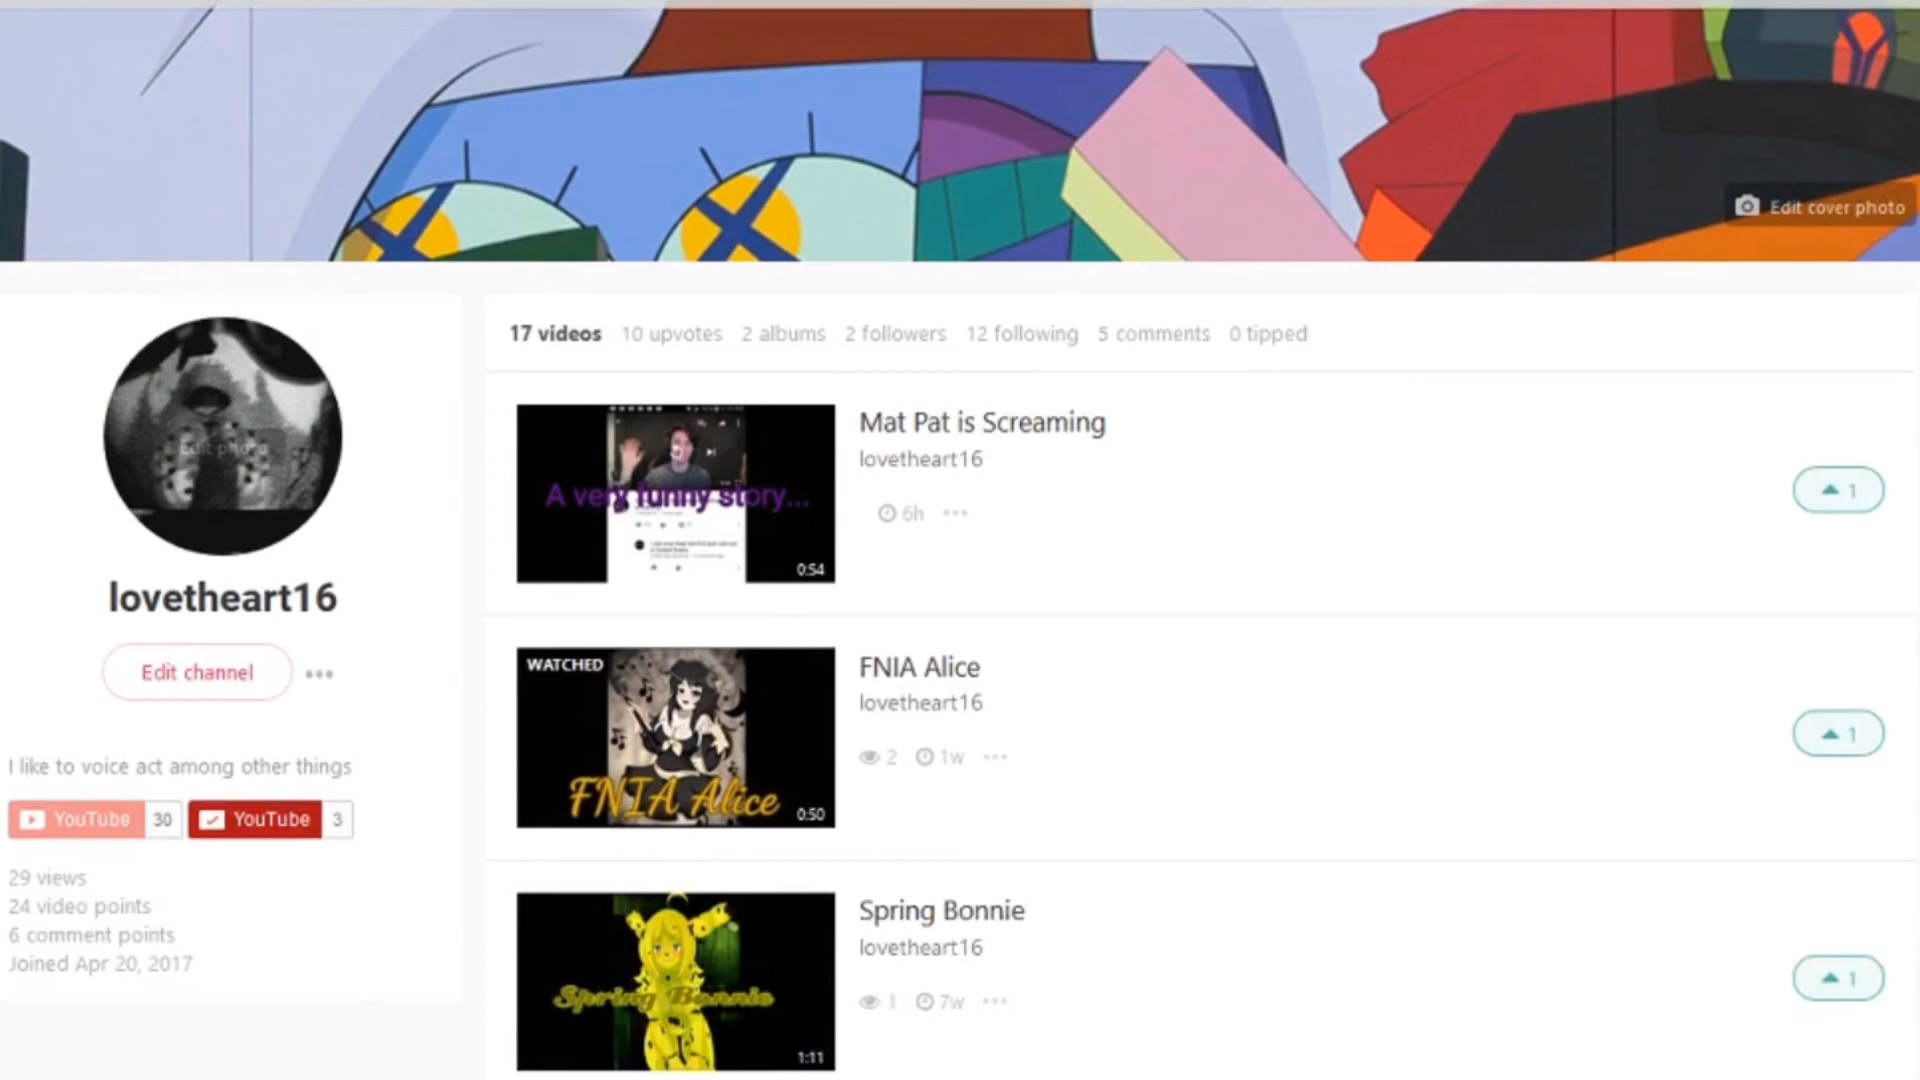 Edit cover photo
17 videos 10 upvotes 2 albums 2 followers 12 following 5 comments 0 tipped
Edit photo
lovetheart16
Edit channel
I like to voice act among other things
YouTube 30 YouTube 3
29 views
24 video points
6 comment points
Joined Apr 20, 2017
A very funny story...
0:54
Mat Pat is Screaming
lovetheart16
6h
1
WATCHED
FNIA Alice
0:50
FNIA Alice
lovetheart16
2 1w
1
Spring Bonnie
1:11
Spring Bonnie
lovetheart16
1 7w
1